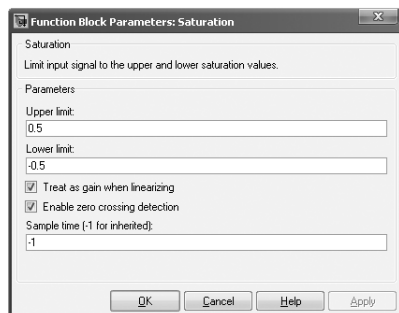 Function Block Parameters: Saturation
Saturation
Limit input signal to the upper and lower saturation values.
Parameters
Upper limit:
0.5
Lower limit:
-0.5
Treat as gain when linearizing
Enable zero crossing detection
Sample time (-1 for inherited):
-1
OK Cancel Help Apply